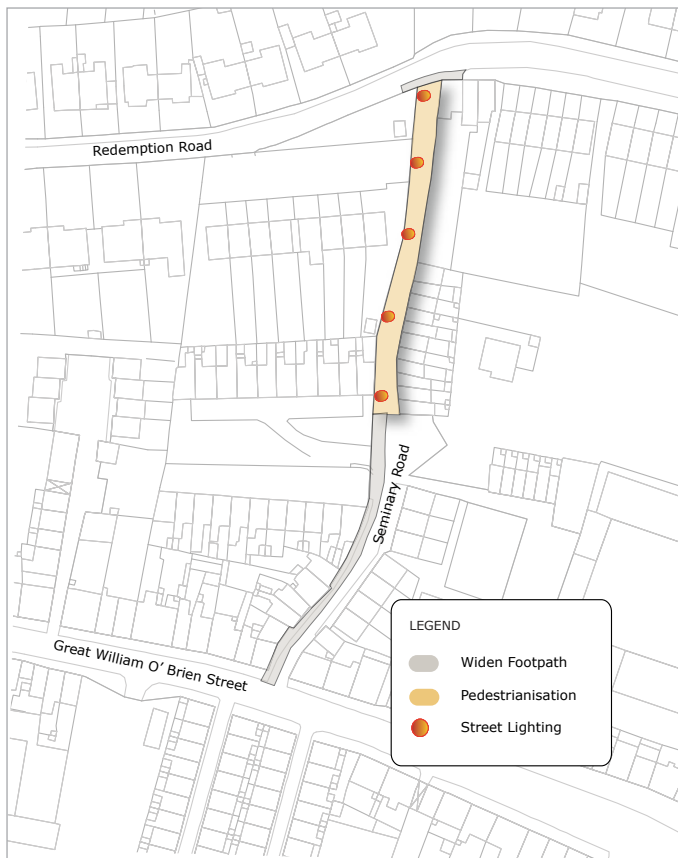 Redemption Road
Seminary Road
Great William O' Brien Street
LEGEND
Widen Footpath
Pedestrianisation
Street Lighting